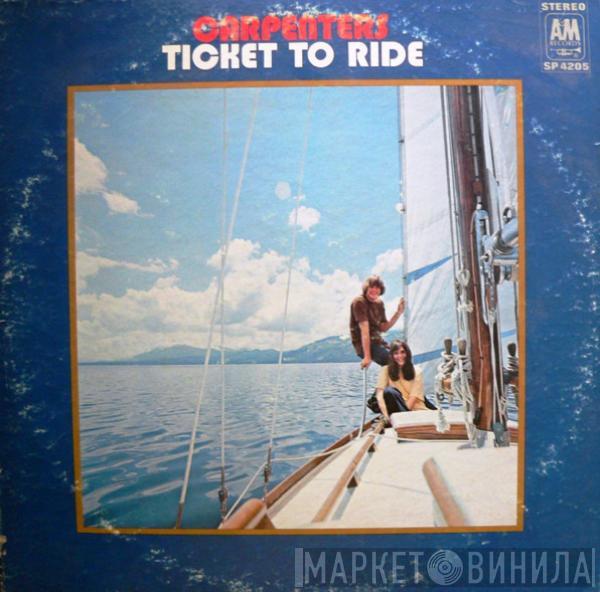 CARPENTERS
TICKET TO RIDE
STEREO
A&M
RECORDS
SP 4205
МАРКЕТ ВИНИЛА